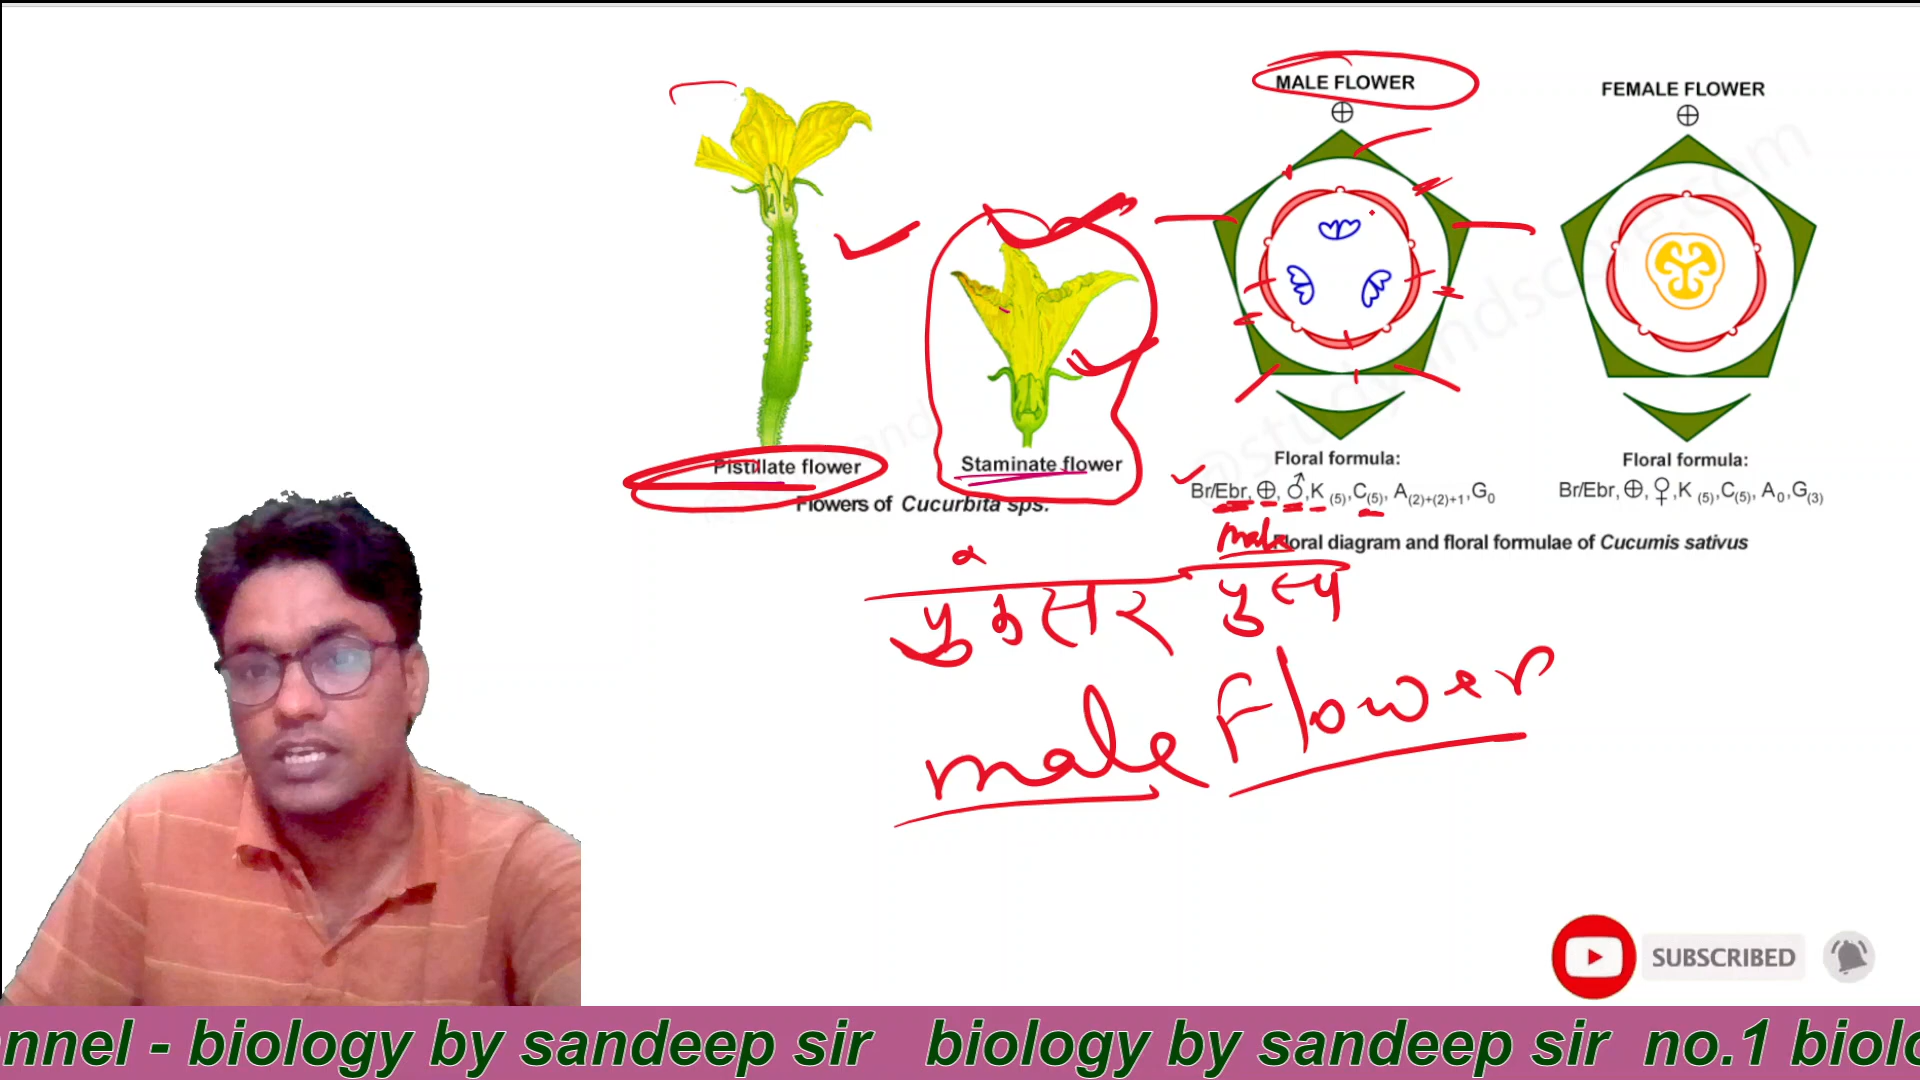 MALE FLOWER
FEMALE FLOWER
Pistillate flower
Staminate flower
Flowers of Cucurbita sps.
Floral formula:
Br/Ebr, ⊕, ♂,K (5),C(5), A(2)+(2)+1,G0
Floral formula:
Br/Ebr,⊕,♀,K (5),C(5), A0,G(3)
male
Floral diagram and floral formulae of Cucumis sativus
पुकेसर पुष्प
male Flower
SUBSCRIBED
nnel - biology by sandeep sir biology by sandeep sir no.1 biolo